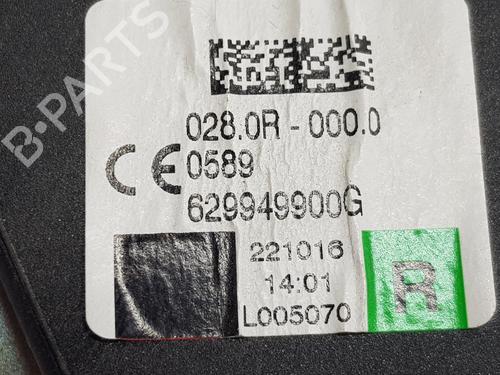 B-PARTS
028.0R - 000.0
CE 0589
629949900G
221016
14:01
L005070
R